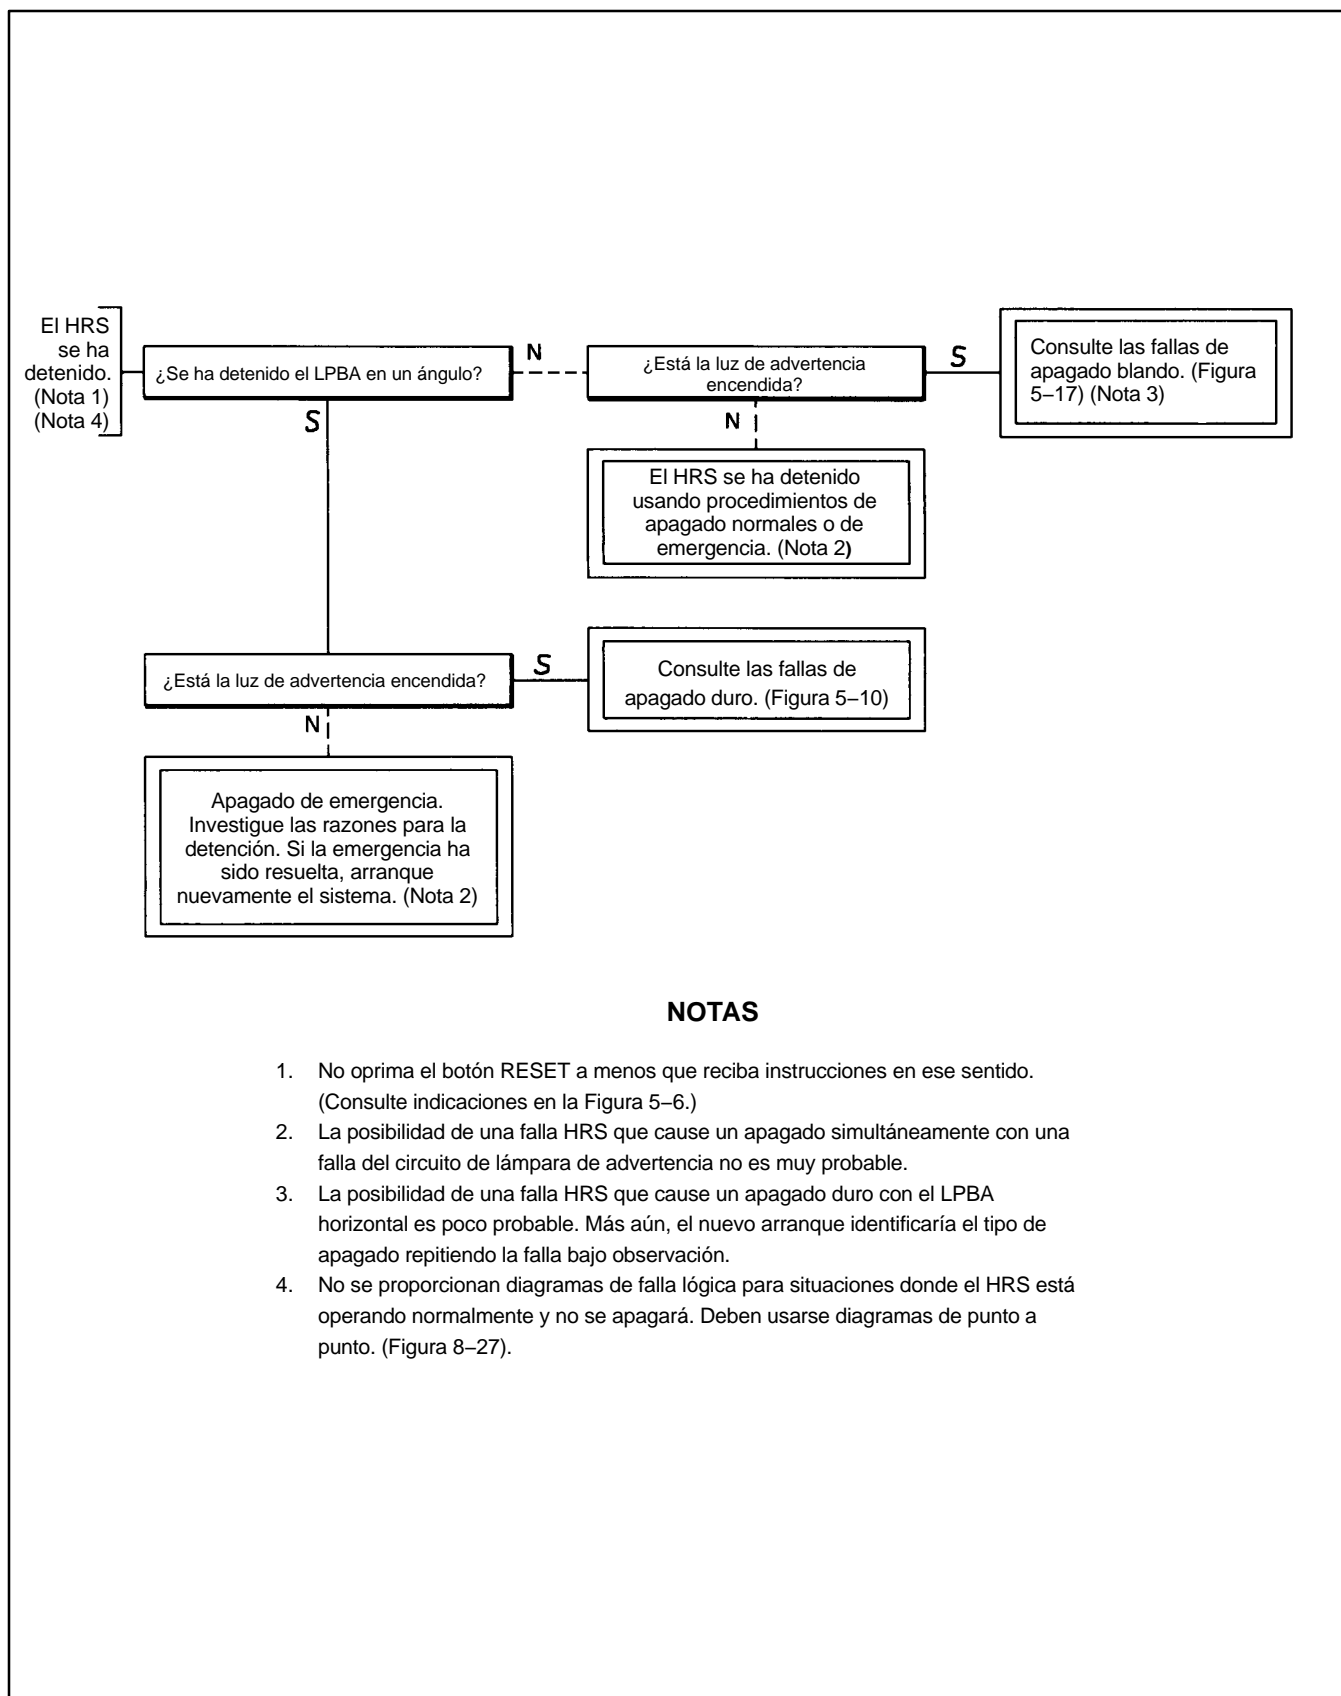 El HRS
se ha
detenido.
(Nota 1)
(Nota 4)
¿Se ha detenido el LPBA en un ángulo?
N
¿Está la luz de advertencia
encendida?
S
Consulte las fallas de
apagado blando. (Figura
5–17) (Nota 3)
S
N
El HRS se ha detenido
usando procedimientos de
apagado normales o de
emergencia. (Nota 2)
¿Está la luz de advertencia encendida?
S
Consulte las fallas de
apagado duro. (Figura 5–10)
N
Apagado de emergencia.
Investigue las razones para la
detención. Si la emergencia ha
sido resuelta, arranque
nuevamente el sistema. (Nota 2)
NOTAS
1. No oprima el botón RESET a menos que reciba instrucciones en ese sentido.
(Consulte indicaciones en la Figura 5–6.)
2. La posibilidad de una falla HRS que cause un apagado simultáneamente con una
falla del circuito de lámpara de advertencia no es muy probable.
3. La posibilidad de una falla HRS que cause un apagado duro con el LPBA
horizontal es poco probable. Más aún, el nuevo arranque identificaría el tipo de
apagado repitiendo la falla bajo observación.
4. No se proporcionan diagramas de falla lógica para situaciones donde el HRS está
operando normalmente y no se apagará. Deben usarse diagramas de punto a
punto. (Figura 8–27).